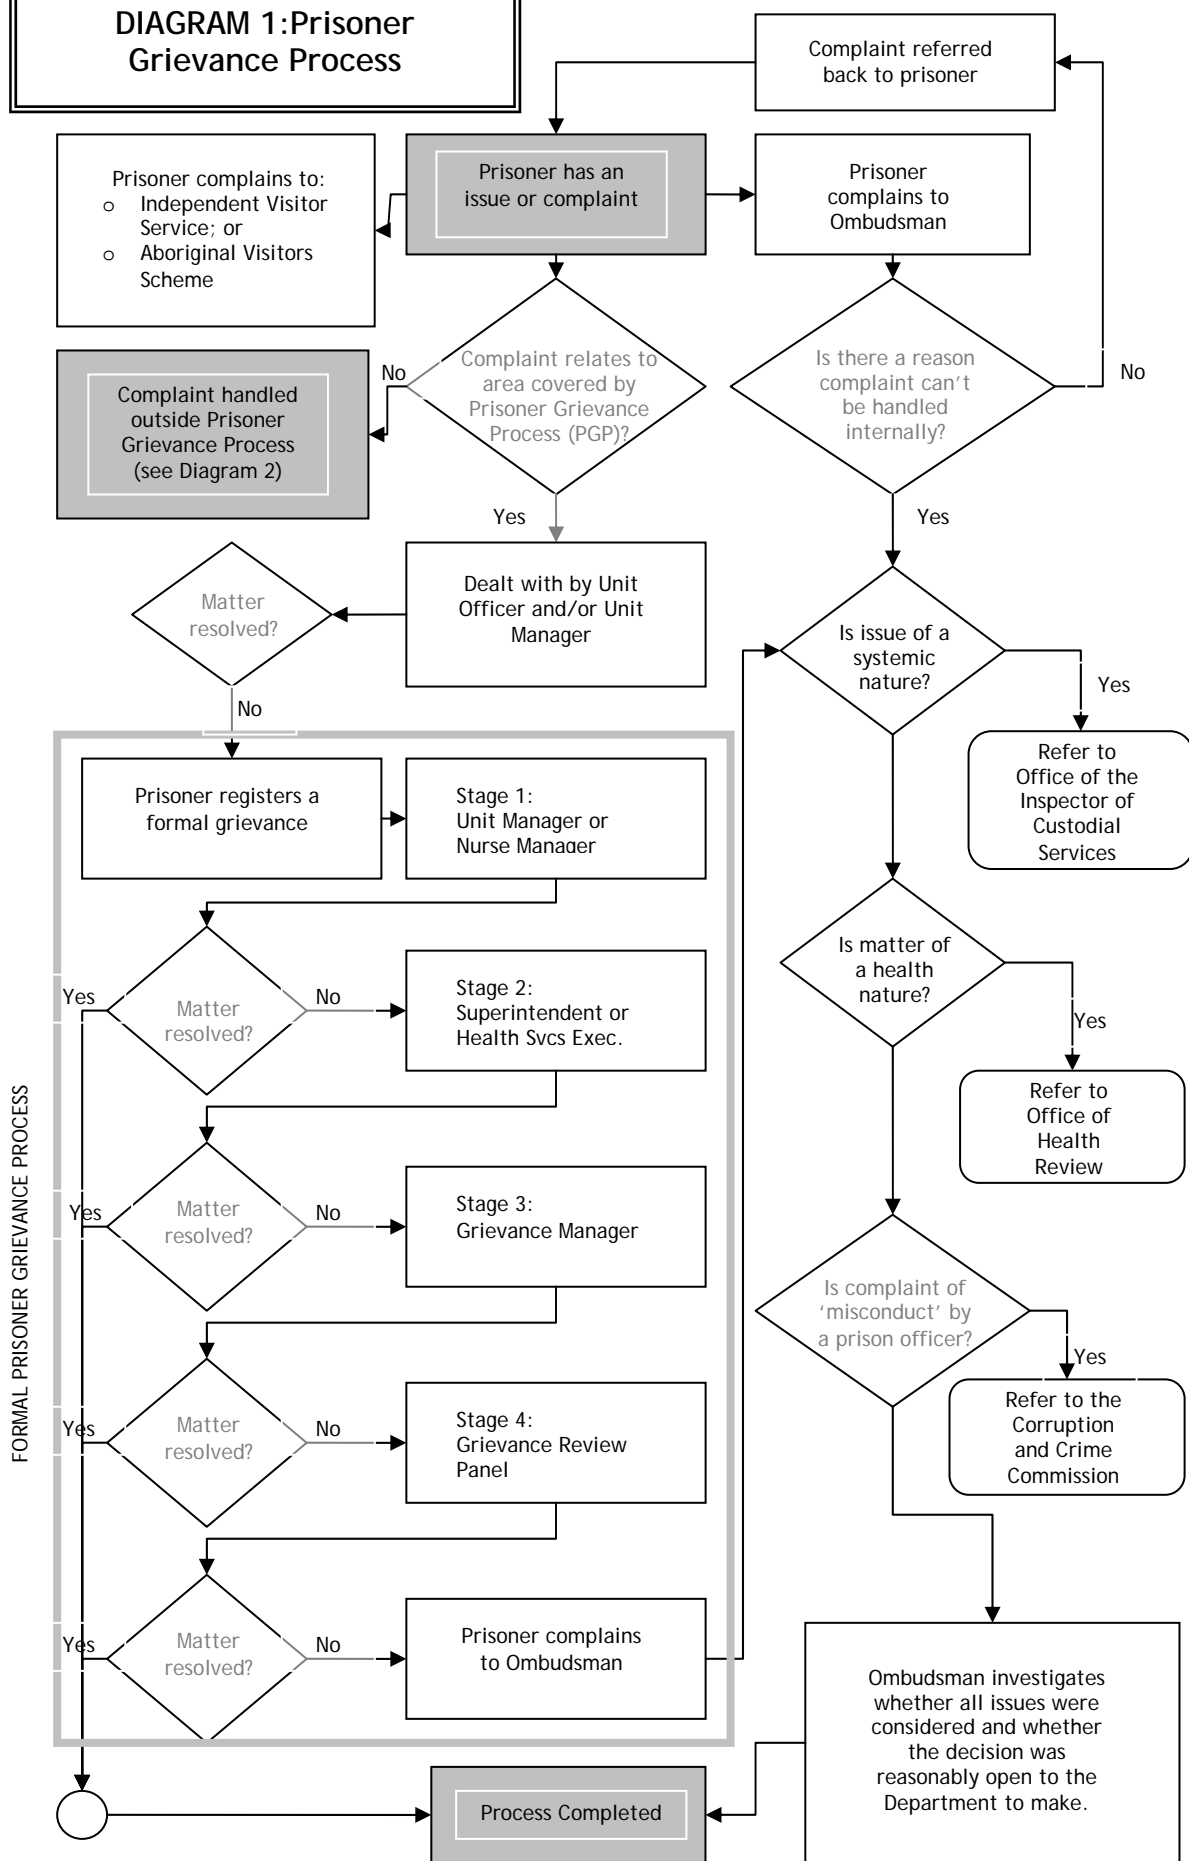 DIAGRAM 1:Prisoner
Grievance Process
Complaint referred
back to prisoner
Prisoner complains to:
o Independent Visitor
Service; or
o Aboriginal Visitors
Scheme
Prisoner has an
issue or complaint
Prisoner
complains to
Ombudsman
Complaint handled
outside Prisoner
Grievance Process
(see Diagram 2)
No
Complaint relates to
area covered by
Prisoner Grievance
Process (PGP)?
Is there a reason
complaint can't
be handled
internally?
No
Yes
Yes
Matter
resolved?
Dealt with by Unit
Officer and/or Unit
Manager
Is issue of a
systemic
nature?
Yes
No
Refer to
Office of the
Inspector of
Custodial
Services
Prisoner registers a
formal grievance
Stage 1:
Unit Manager or
Nurse Manager
Is matter of
a health
nature?
Yes
Yes
Matter
resolved?
No
Stage 2:
Superintendent or
Health Svcs Exec.
Refer to
Office of
Health
Review
FORMAL PRISONER GRIEVANCE PROCESS
Yes
Matter
resolved?
No
Stage 3:
Grievance Manager
Is complaint of
‘misconduct’ by
a prison officer?
Yes
Refer to the
Corruption
and Crime
Commission
Yes
Matter
resolved?
No
Stage 4:
Grievance Review
Panel
Yes
Matter
resolved?
No
Prisoner complains
to Ombudsman
Ombudsman investigates
whether all issues were
considered and whether
the decision was
reasonably open to the
Department to make.
Process Completed